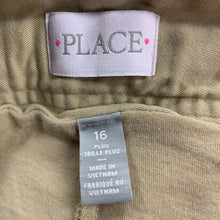 PLACE
16
PLUS
TAILLE PLUS
MADE IN
VIETNAM
FABRIQUÉ AU
VIETNAM